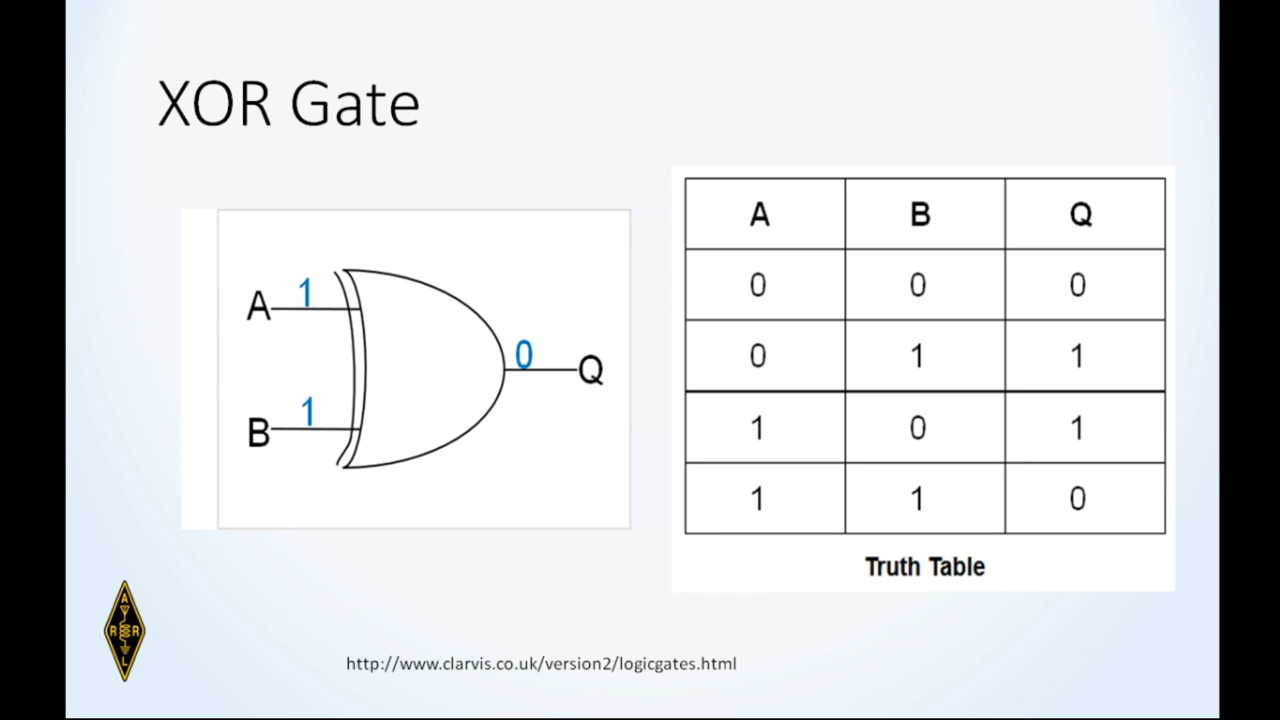 XOR Gate
A 1
0 Q
B 1
A B Q
0 0 0
0 1 1
1 0 1
1 1 0
Truth Table
A
R R
L
http://www.clarvis.co.uk/version2/logicgates.html